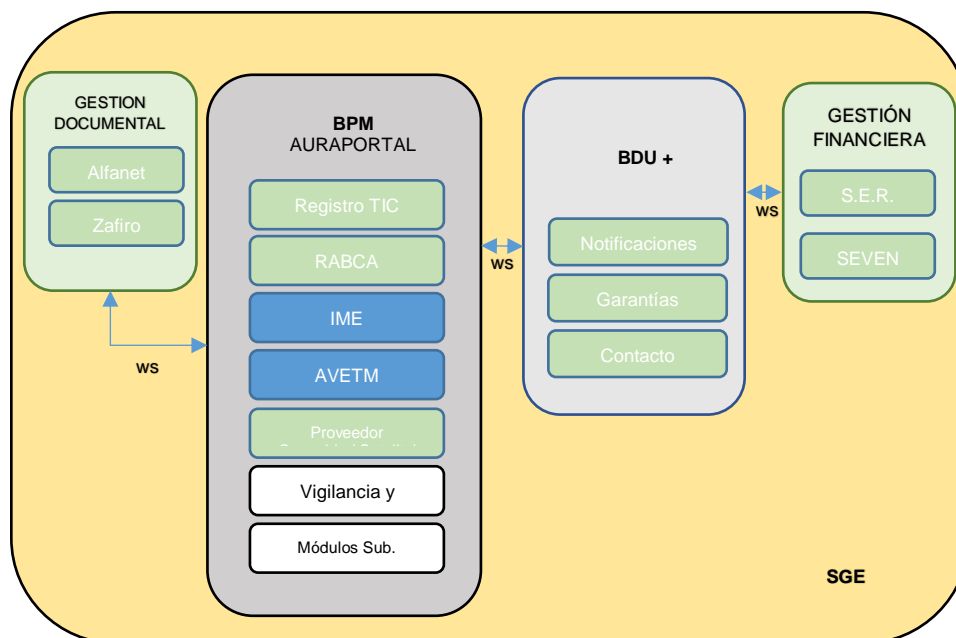 GESTION
DOCUMENTAL
Alfanet
Zafiro
WS
BPM
AURAPORTAL
Registro TIC
RABCA
IME
AVETM
Proveedor
Vigilancia y
Módulos Sub.
WS
BDU +
Notificaciones
Garantías
Contacto
WS
GESTIÓN
FINANCIERA
S.E.R.
SEVEN
SGE